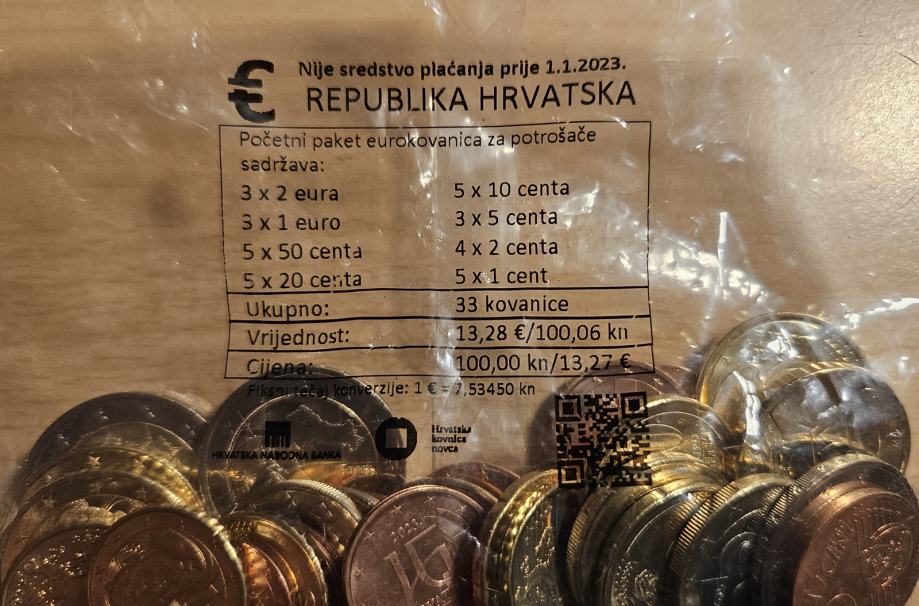 €
Nije sredstvo plaćanja prije 1.1.2023.
REPUBLIKA HRVATSKA
Početni paket eurokovanica za potrošače
sadržava:
3 x 2 eura 5 x 10 centa
3 x 1 euro 3 x 5 centa
5 x 50 centa 4 x 2 centa
5 x 20 centa 5 x 1 cent
Ukupno: 33 kovanice
Vrijednost: 13,28 €/100,06 kn
Cijena: 100,00 kn/13,27 €
Fiksni tečaj konverzije: 1 € = 7,53450 kn
HRVATSKA NARODNA BANKA
Hrvatska
kovnica
novca
2023